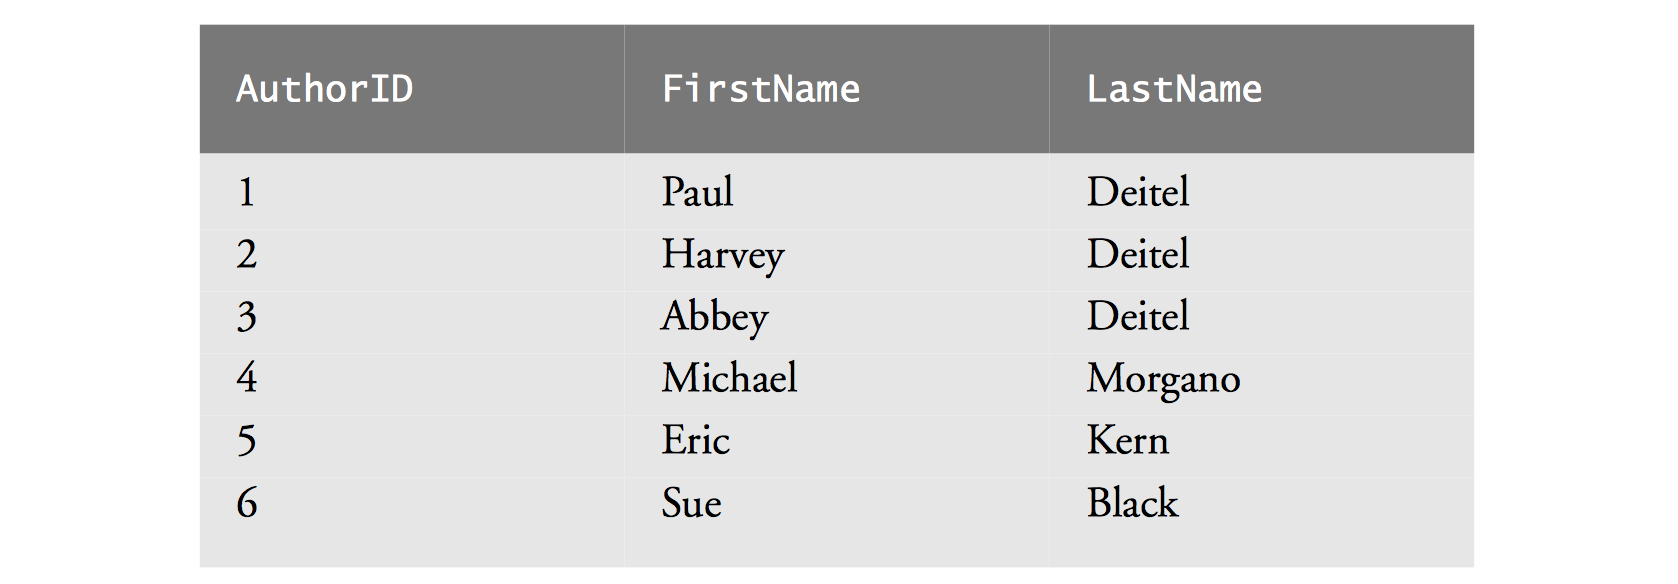 AuthorID FirstName LastName
1 Paul Deitel
2 Harvey Deitel
3 Abbey Deitel
4 Michael Morgano
5 Eric Kern
6 Sue Black